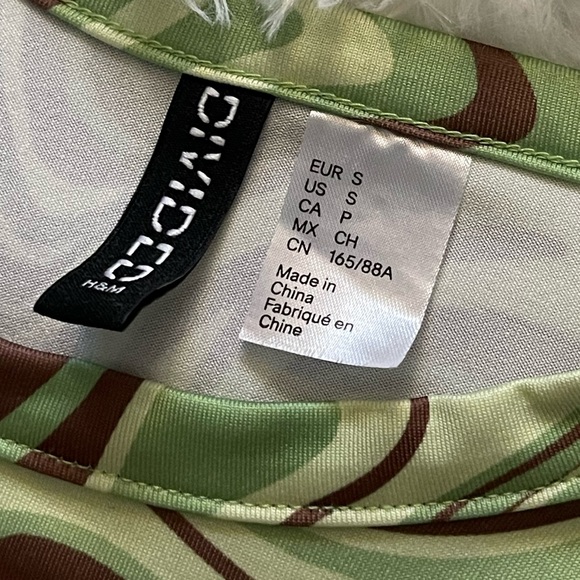 DIVIDED
H&M
EUR S
US S
CA P
MX CH
CN 165/88A
Made in
China
Fabriqué en
Chine